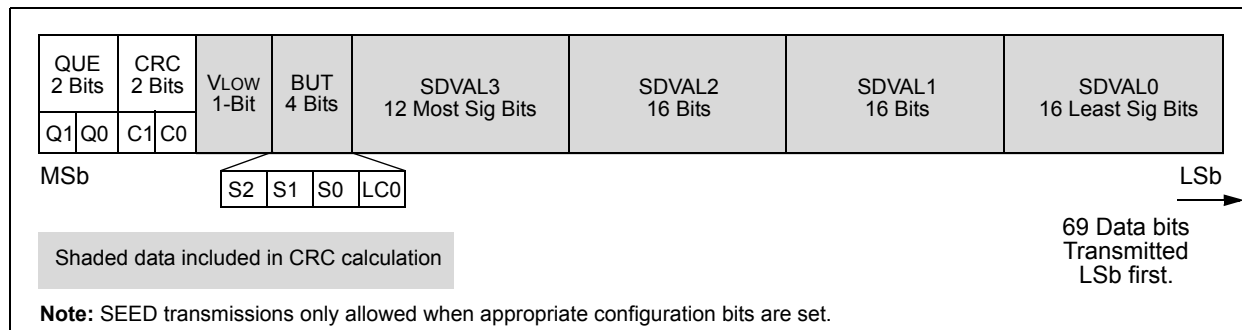 QUE
2 Bits
CRC
2 Bits
VLOW
1-Bit
BUT
4 Bits
SDVAL3
12 Most Sig Bits
SDVAL2
16 Bits
SDVAL1
16 Bits
SDVAL0
16 Least Sig Bits
Q1 Q0 C1 C0
MSb
LSb
S2 S1 S0 LC0
69 Data bits
Transmitted
LSb first.
Shaded data included in CRC calculation
Note: SEED transmissions only allowed when appropriate configuration bits are set.